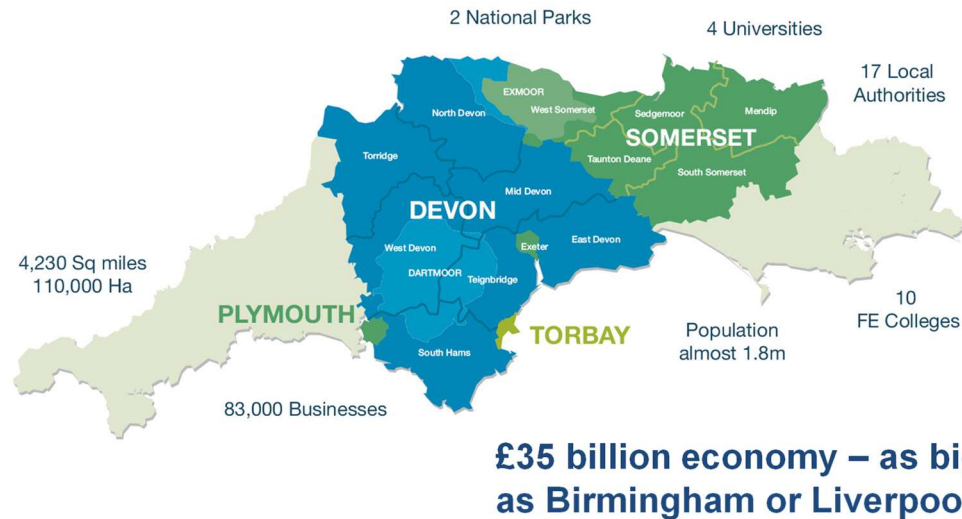 2 National Parks
4 Universities
17 Local
Authorities
EXMOOR
North Devon
West Somerset
Sedgemoor
Mendip
SOMERSET
Torridge
Taunton Deane
South Somerset
Mid Devon
DEVON
West Devon
Exeter
East Devon
4,230 Sq miles
110,000 Ha
DARTMOOR
Teignbridge
PLYMOUTH
TORBAY
10
FE Colleges
Population
almost 1.8m
South Hams
83,000 Businesses
£35 billion economy – as bi
as Birmingham or Liverpoo